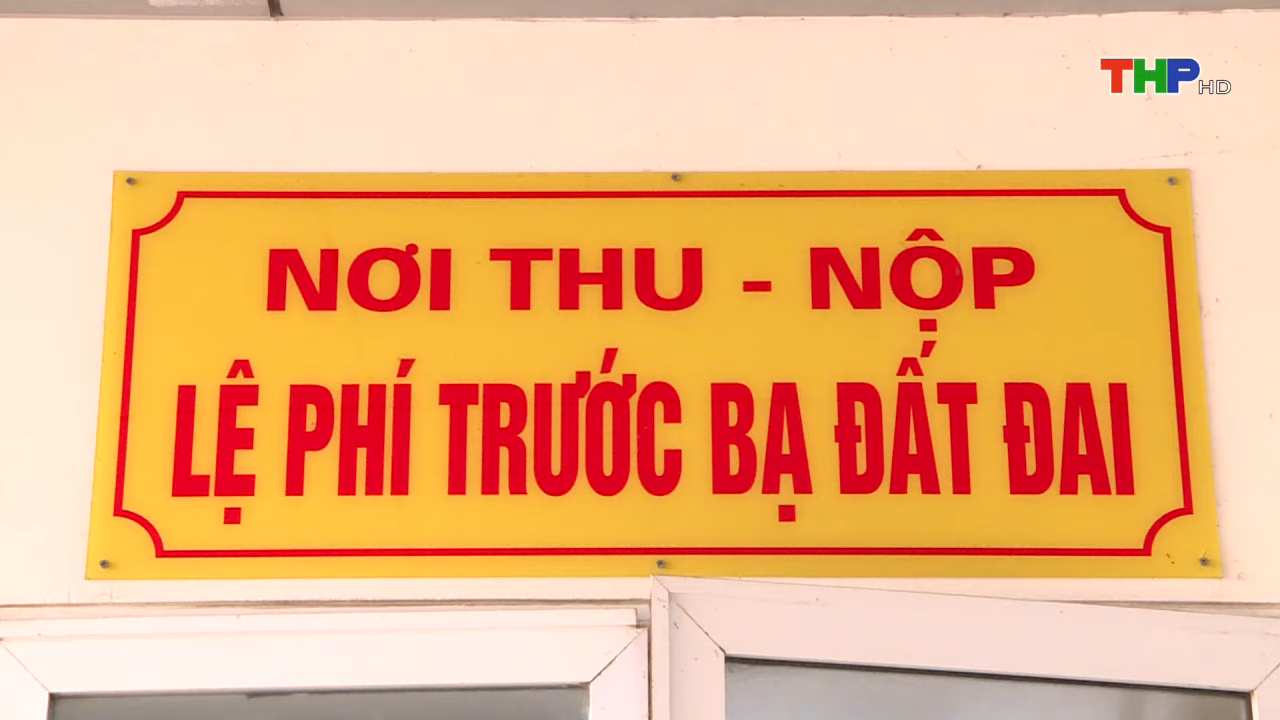 THP HD
NƠI THU - NỘP
LỆ PHÍ TRƯỚC BẠ ĐẤT ĐAI